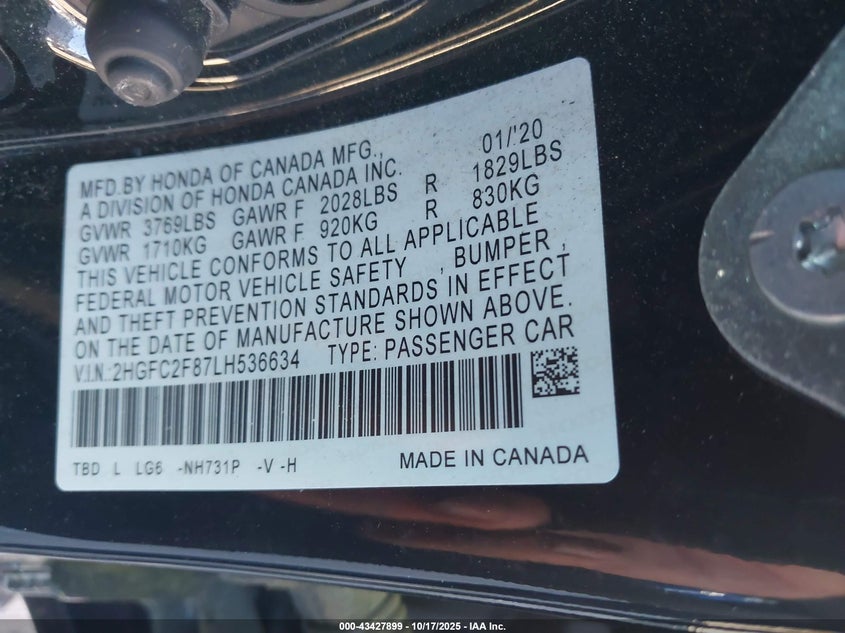 MFD.BY HONDA OF CANADA MFG., 01/'20
A DIVISION OF HONDA CANADA INC.
GVWR 3769LBS GAWR F 2028LBS R 1829LBS
GVWR 1710KG GAWR F 920KG R 830KG
THIS VEHICLE CONFORMS TO ALL APPLICABLE
FEDERAL MOTOR VEHICLE SAFETY , BUMPER ,
AND THEFT PREVENTION STANDARDS IN EFFECT
ON THE DATE OF MANUFACTURE SHOWN ABOVE.
V.I.N.:2HGFC2F87LH536634 TYPE: PASSENGER CAR
TBD L LG6 -NH731P -V -H MADE IN CANADA
000-43427899 - 10/17/2025 - IAA Inc.